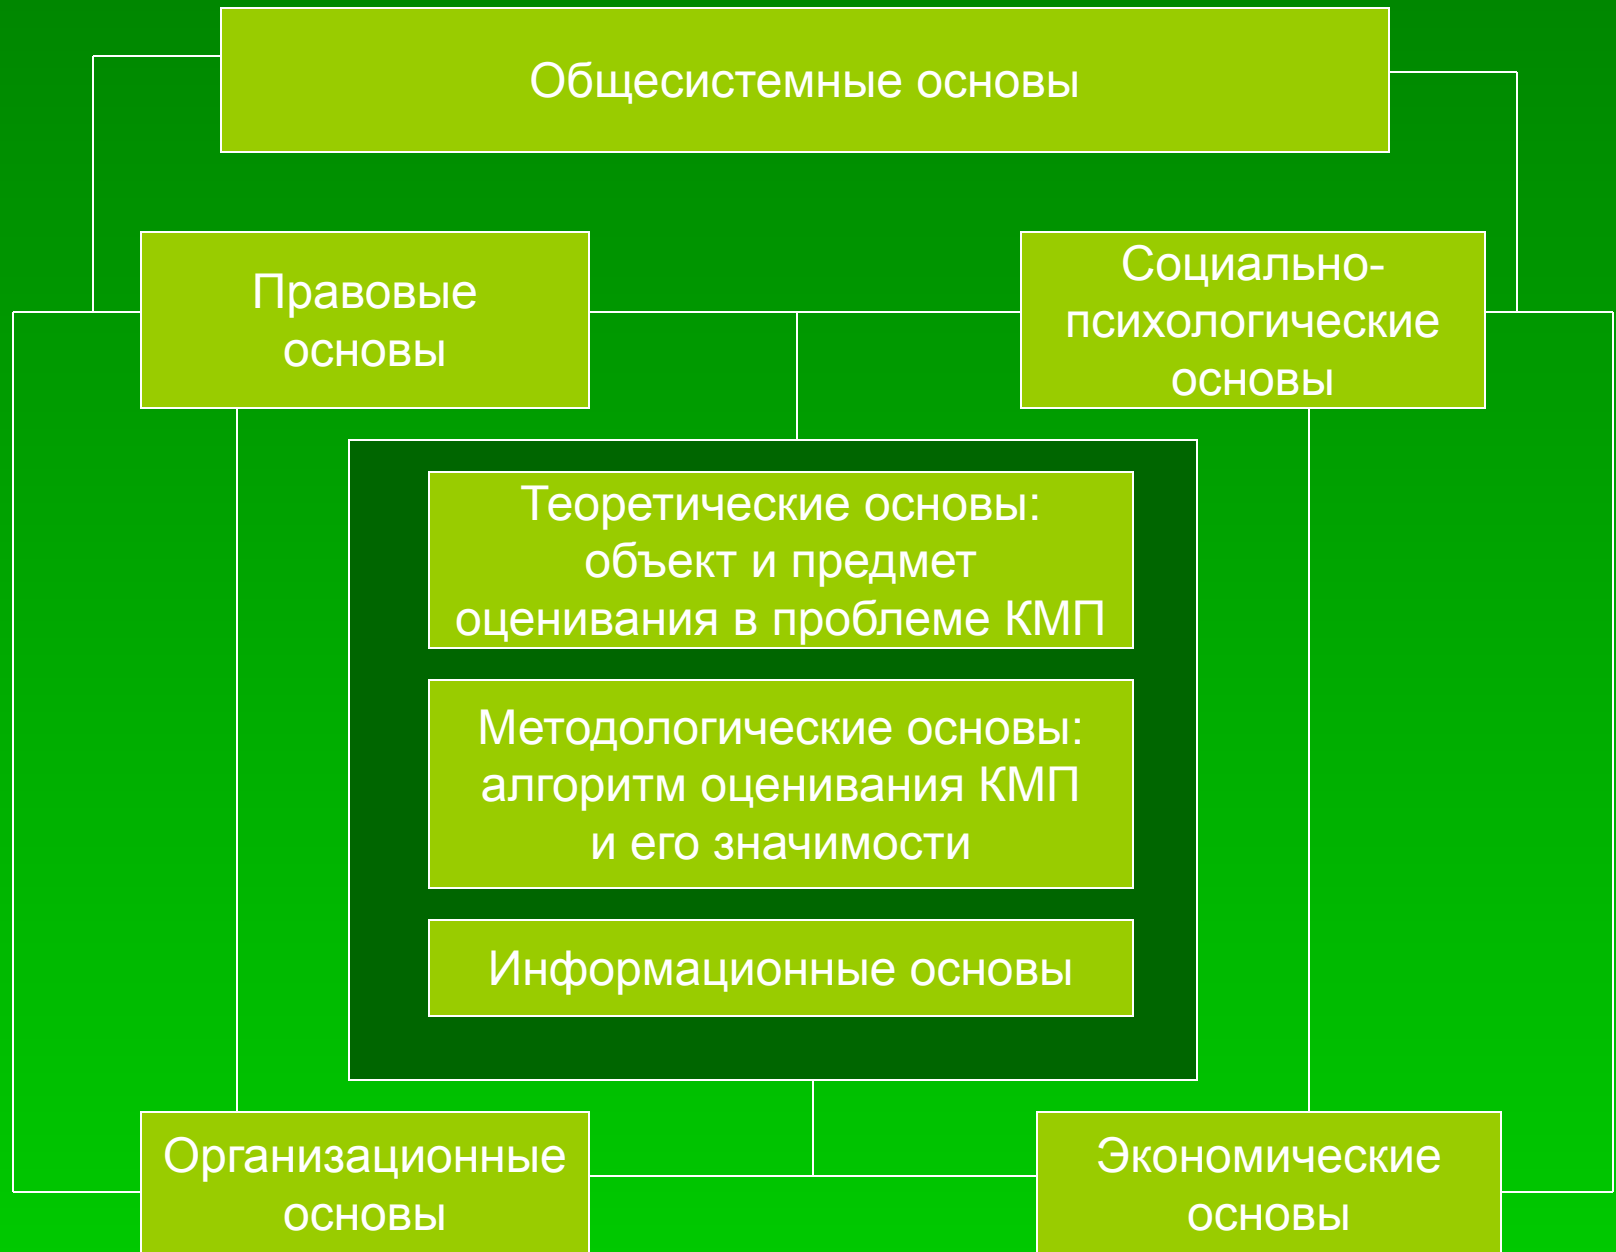 Общесистемные основы
Правовые
основы
Социально-
психологические
основы
Теоретические основы:
объект и предмет
оценивания в проблеме КМП
Методологические основы:
алгоритм оценивания КМП
и его значимости
Информационные основы
Организационные
основы
Экономические
основы